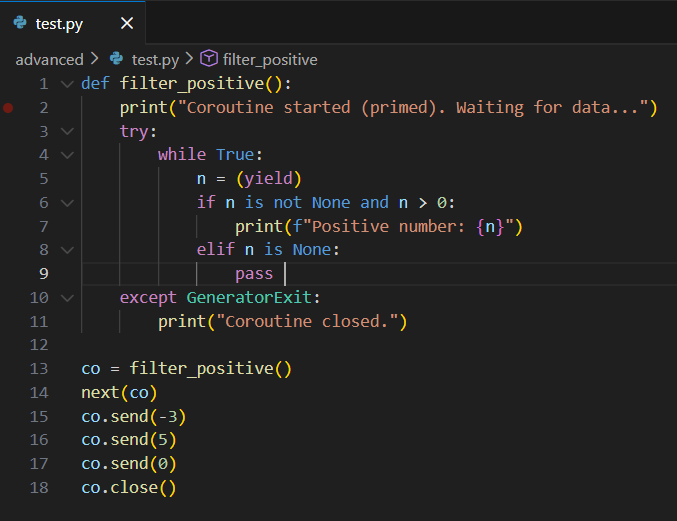 test.py
advanced > test.py > filter_positive
1 def filter_positive():
2     print("Coroutine started (primed). Waiting for data...")
3     try:
4         while True:
5             n = (yield)
6             if n is not None and n > 0:
7                 print(f"Positive number: {n}")
8             elif n is None:
9                 pass
10     except GeneratorExit:
11         print("Coroutine closed.")
12
13 co = filter_positive()
14 next(co)
15 co.send(-3)
16 co.send(5)
17 co.send(0)
18 co.close()